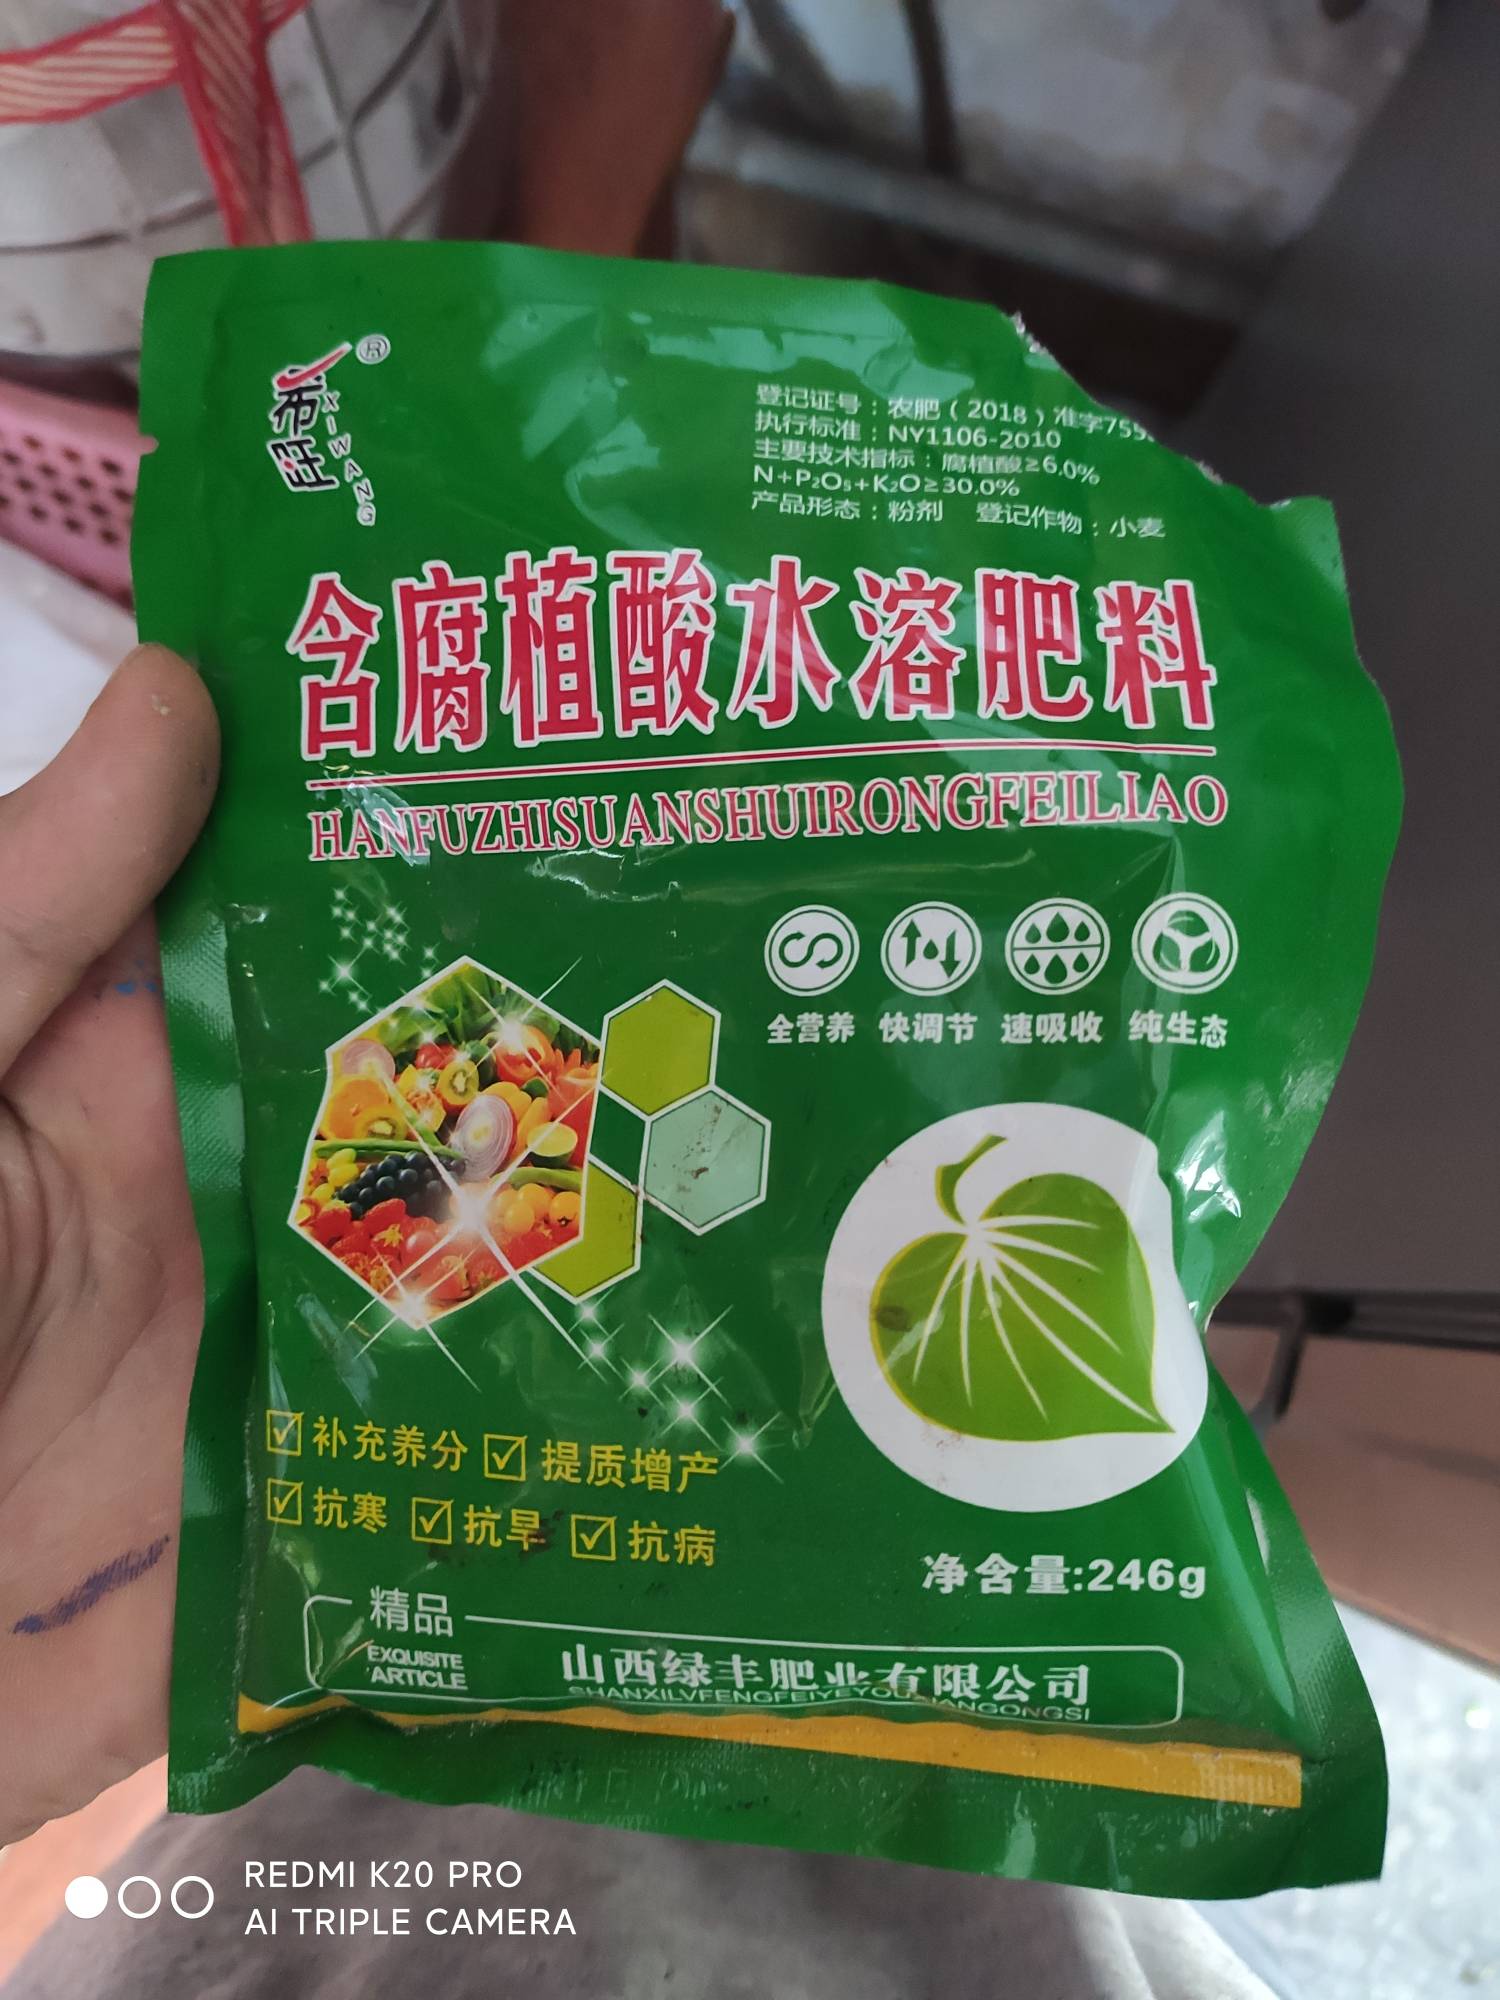 希旺
XIWANG
®
登记证号：农肥（2018）准字755
执行标准：NY1106-2010
主要技术指标：腐植酸≥6.0%
N+P₂O₅+K₂O≥30.0%
产品形态：粉剂 登记作物：小麦
含腐植酸水溶肥料
HANFUZHISUANSHUIRONGFEILIAO
全营养 快调节 速吸收 纯生态
补充养分 提质增产
抗寒 抗旱 抗病
净含量:246g
精品
EXQUISITE
ARTICLE
山西绿丰肥业有限公司
REDMI K20 PRO
AI TRIPLE CAMERA